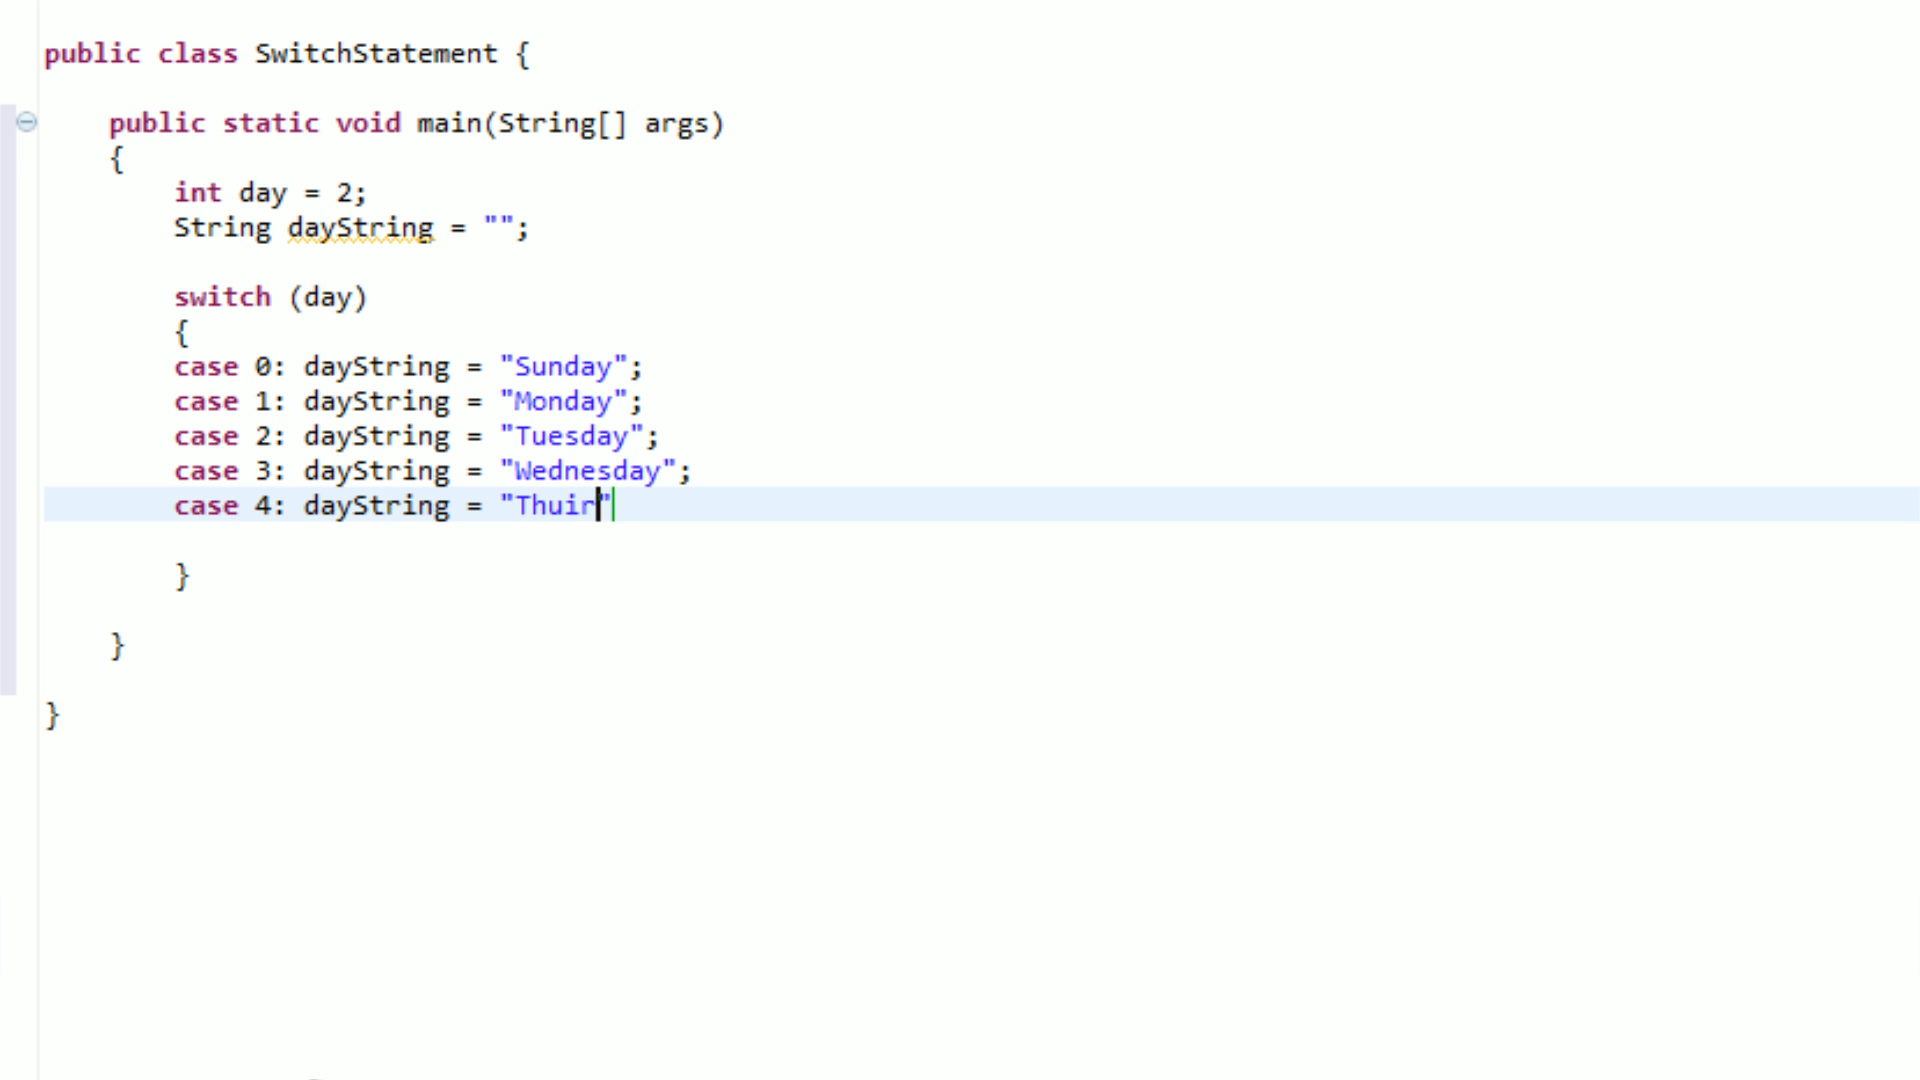 public class SwitchStatement {
public static void main(String[] args)
{
int day = 2;
String dayString = "";
switch (day)
{
case 0: dayString = "Sunday";
case 1: dayString = "Monday";
case 2: dayString = "Tuesday";
case 3: dayString = "Wednesday";
case 4: dayString = "Thuir"
}
}
}